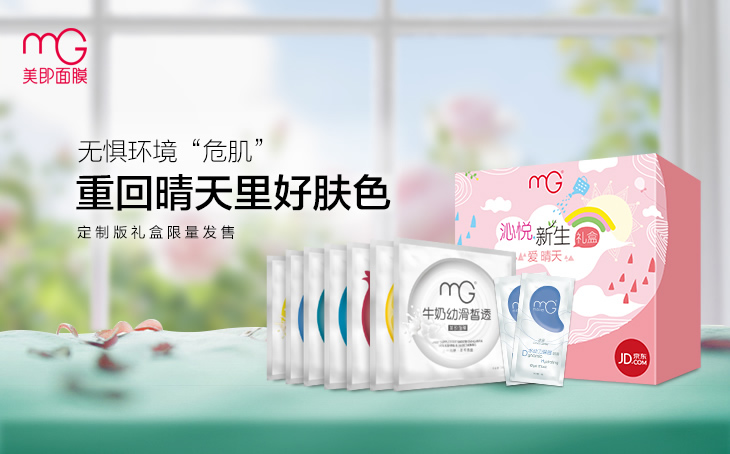 mG
美即面膜
无惧环境“危肌”
重回晴天里好肤色
定制版礼盒限量发售
mG
沁悦新生
礼盒
爱晴天
mG
牛奶幼滑皙透
mG
JD 京东
.COM